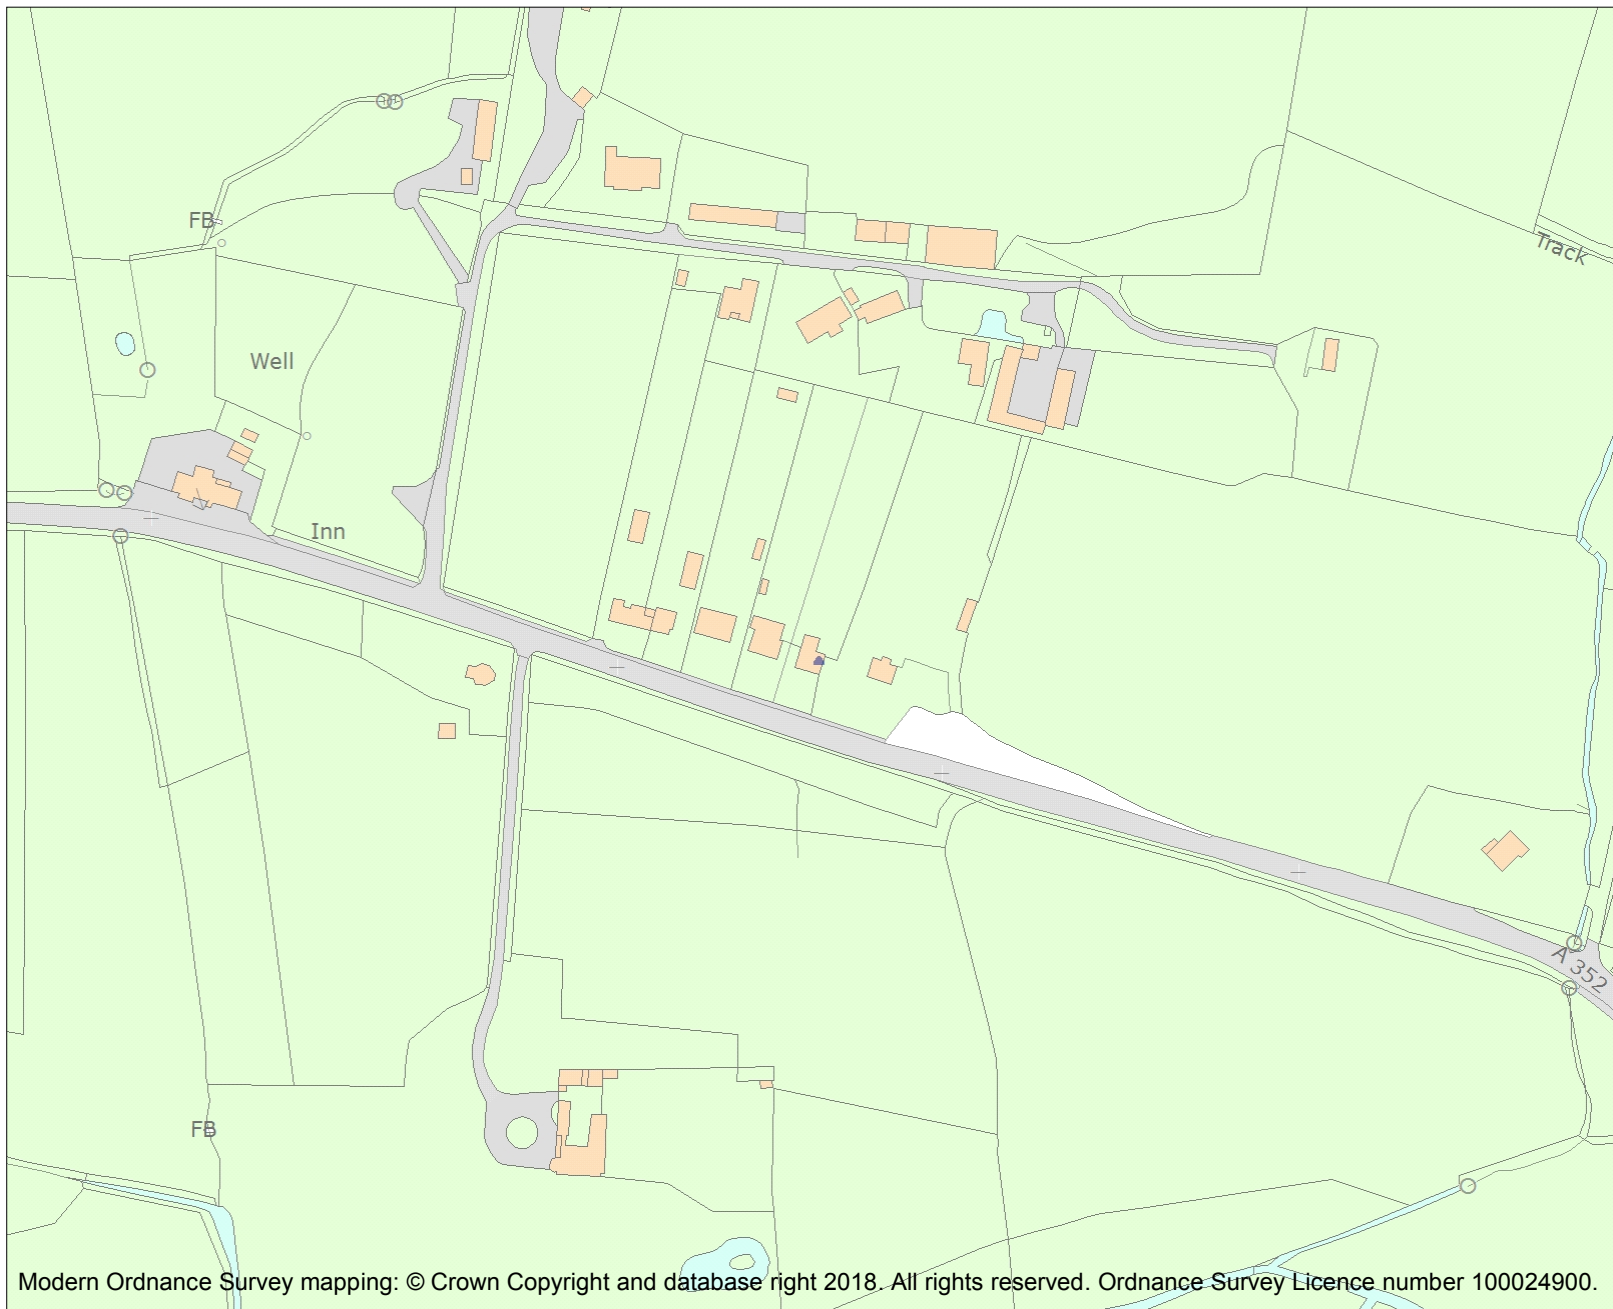 FB
Track
Well
Inn
A 352
FB
Modern Ordnance Survey mapping: © Crown Copyright and database right 2018. All rights reserved. Ordnance Survey Licence number 100024900.